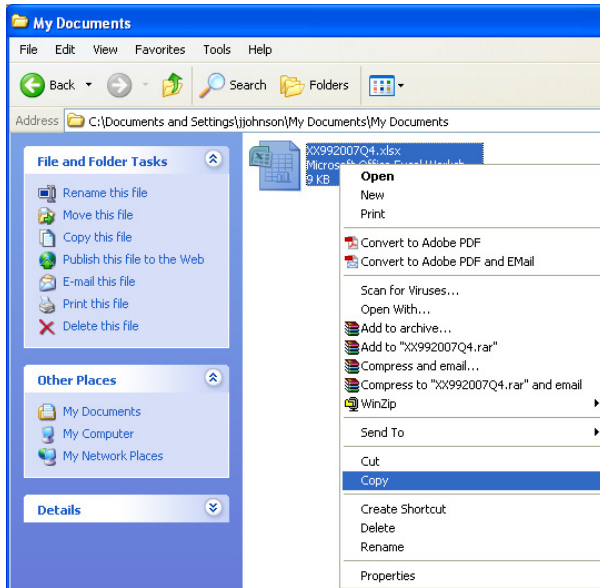 My Documents
File Edit View Favorites Tools Help
Back Search Folders
Address C:\Documents and Settings\jjohnson\My Documents\My Documents
File and Folder Tasks
Rename this file
Move this file
Copy this file
Publish this file to the Web
E-mail this file
Print this file
Delete this file
Other Places
My Documents
My Computer
My Network Places
Details
XX992007Q4.xlsx
Microsoft Office Excel
9 KB
Open
New
Print
Convert to Adobe PDF
Convert to Adobe PDF and EMail
Scan for Viruses...
Open With...
Add to archive...
Add to "XX992007Q4.rar"
Compress and email...
Compress to "XX992007Q4.rar" and email
WinZip
Send To
Cut
Copy
Create Shortcut
Delete
Rename
Properties